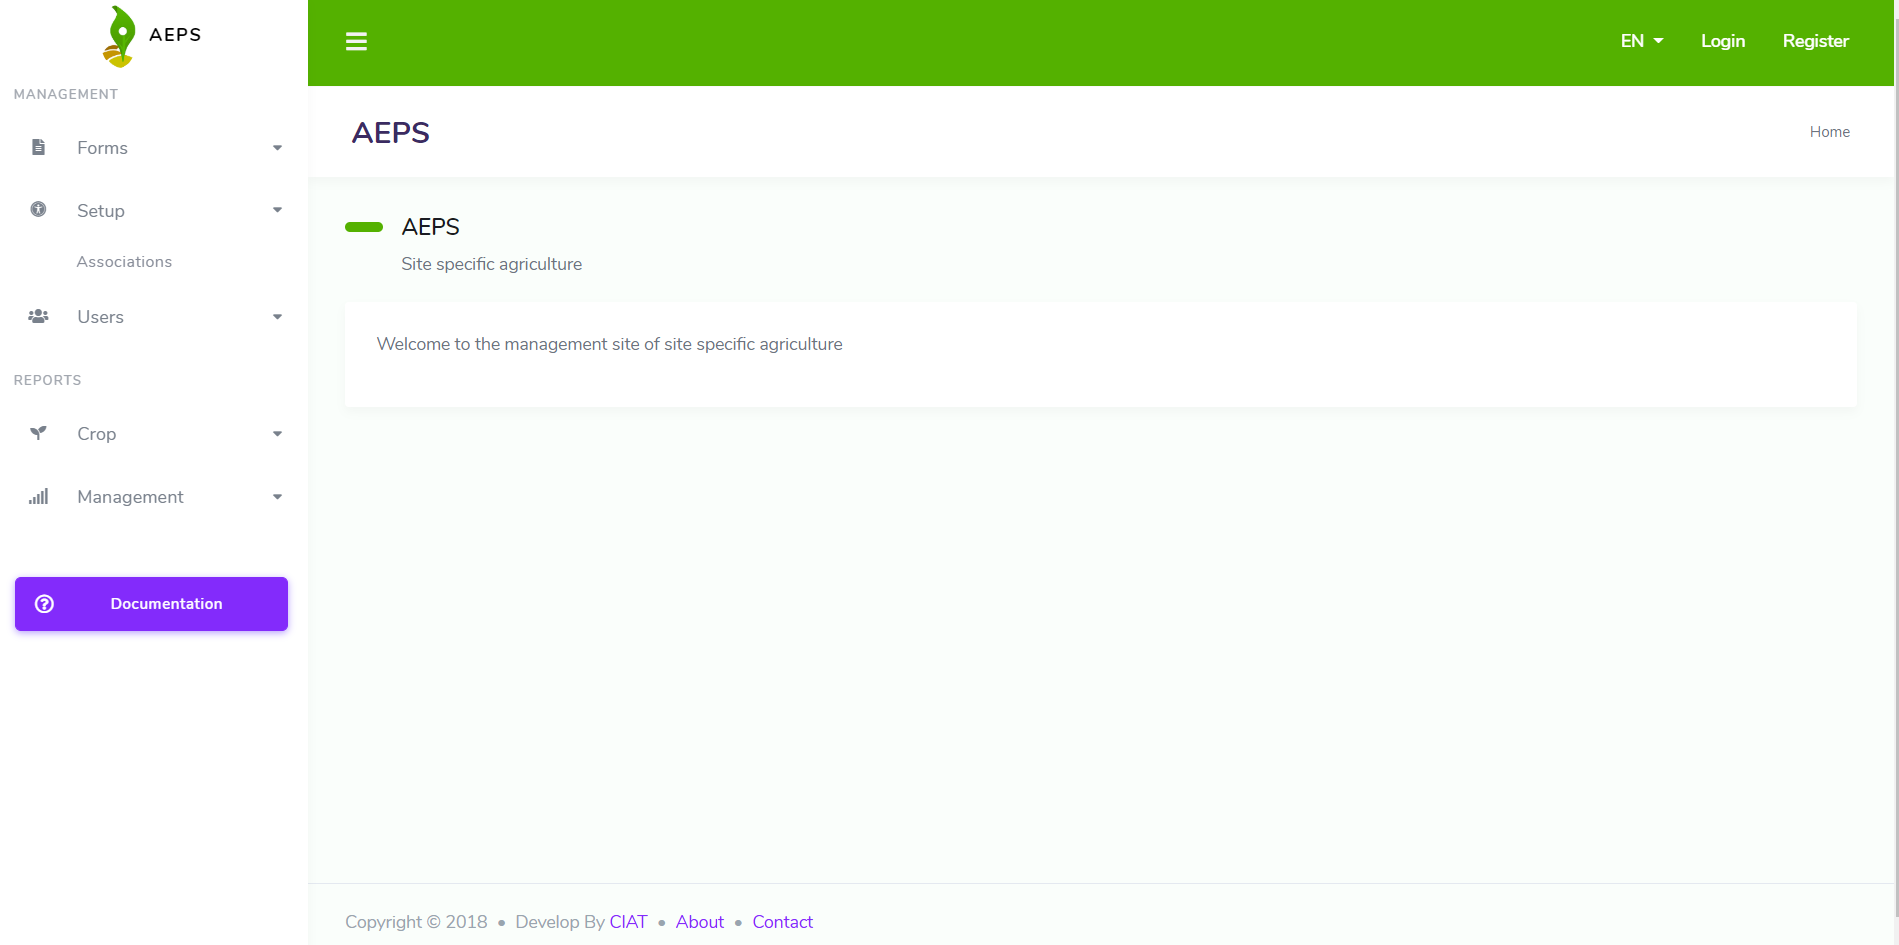 AEPS
MANAGEMENT
Forms
Setup
Associations
Users
REPORTS
Crop
Management
Documentation
EN Login Register
AEPS
Home
AEPS
Site specific agriculture
Welcome to the management site of site specific agriculture
Copyright © 2018 • Develop By CIAT • About • Contact